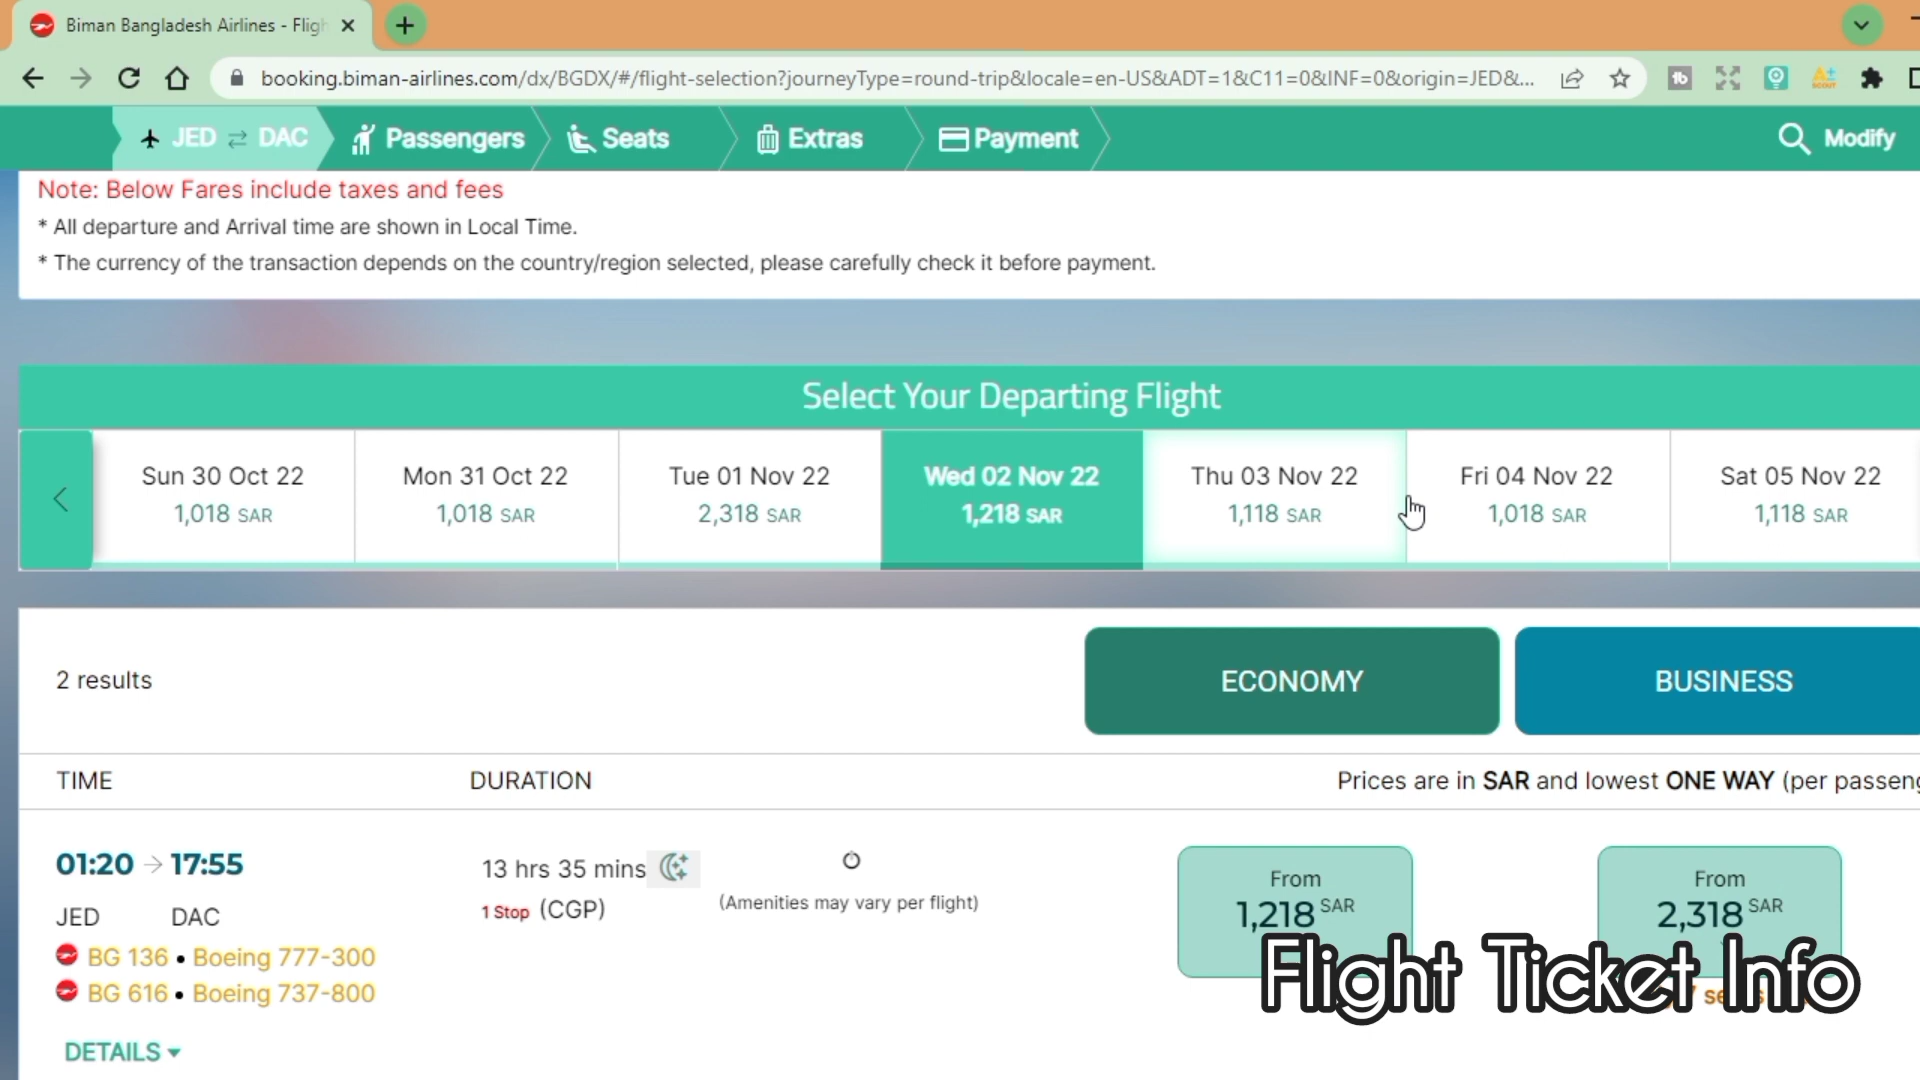 Biman Bangladesh Airlines - Fligh
booking.biman-airlines.com/dx/BGDX/#/flight-selection?journeyType=round-trip&locale=en-US&ADT=1&C11=0&INF=0&origin=JED&...
JED ⇄ DAC Passengers Seats Extras Payment Modify
Note: Below Fares include taxes and fees
* All departure and Arrival time are shown in Local Time.
* The currency of the transaction depends on the country/region selected, please carefully check it before payment.
Select Your Departing Flight
Sun 30 Oct 22 Mon 31 Oct 22 Tue 01 Nov 22 Wed 02 Nov 22 Thu 03 Nov 22 Fri 04 Nov 22 Sat 05 Nov 22
1,018 SAR 1,018 SAR 2,318 SAR 1,218 SAR 1,118 SAR 1,018 SAR 1,118 SAR
2 results ECONOMY BUSINESS
TIME DURATION Prices are in SAR and lowest ONE WAY (per passeng
01:20 → 17:55 13 hrs 35 mins From From
JED DAC 1 Stop (CGP) (Amenities may vary per flight) 1,218 SAR 2,318 SAR
BG 136 • Boeing 777-300
BG 616 • Boeing 737-800
Flight Ticket Info
DETAILS